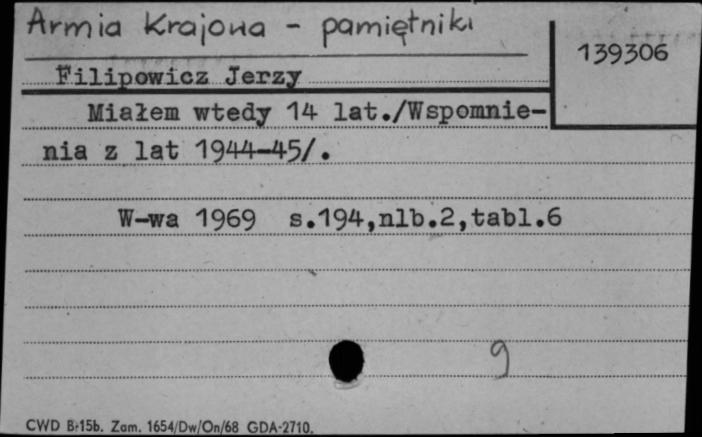 Armia Krajowa - pamiętniki
139306
Filipowicz Jerzy
Miałem wtedy 14 lat./Wspomnie-
nia z lat 1944-45/.
W-wa 1969 s.194,nlb.2,tabl.6
9
CWD B-15b. Zam. 1654/Dw/On/68 GDA-2710.